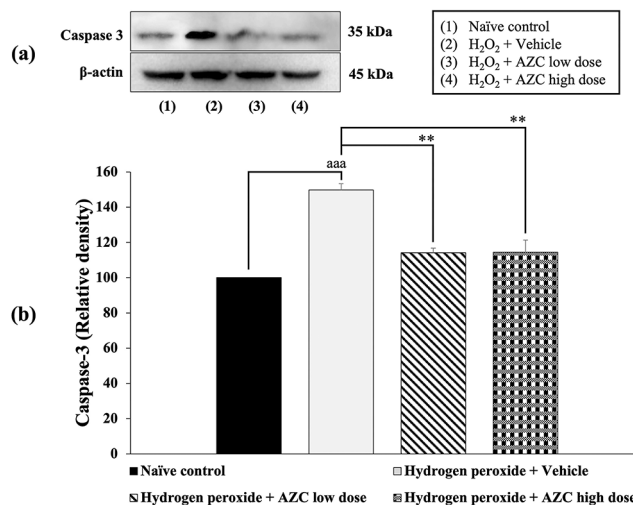 (a)
Caspase 3
35 kDa
β-actin
45 kDa
(1) (2) (3) (4)
(1) Naïve control
(2) H₂O₂ + Vehicle
(3) H₂O₂ + AZC low dose
(4) H₂O₂ + AZC high dose
(b)
Caspase-3 (Relative density)
160
140
120
100
80
60
40
20
0
aaa
**
**
Naïve control
Hydrogen peroxide + Vehicle
Hydrogen peroxide + AZC low dose
Hydrogen peroxide + AZC high dose